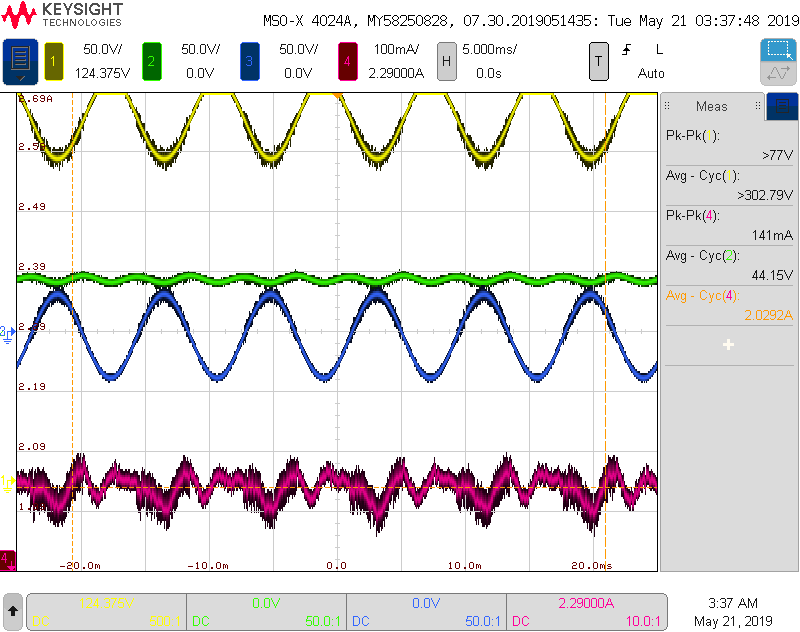 KEYSIGHT
TECHNOLOGIES
MSO-X 4024A, MY58250828, 07.30.2019051435: Tue May 21 03:37:48 2019
1 50.0V/ 2 50.0V/ 3 50.0V/ 4 100mA/ H 5.000ms/ T L
124.375V 0.0V 0.0V 2.29000A 0.0s Auto
2.69A
2.49
2.39
2.19
2.09
-20.0m -10.0m 0.0 10.0m 20.0ms
3
4
Meas
Pk-Pk( ):
>77V
Avg - Cyc( ):
>302.79V
Pk-Pk(4):
141mA
Avg - Cyc(2):
44.15V
Avg - Cyc(4):
2.0292A
124.375V 0.0V 0.0V 2.29000A
DC DC 50.0:1 DC 50.0:1 DC 10.0:1
3:37 AM
May 21, 2019